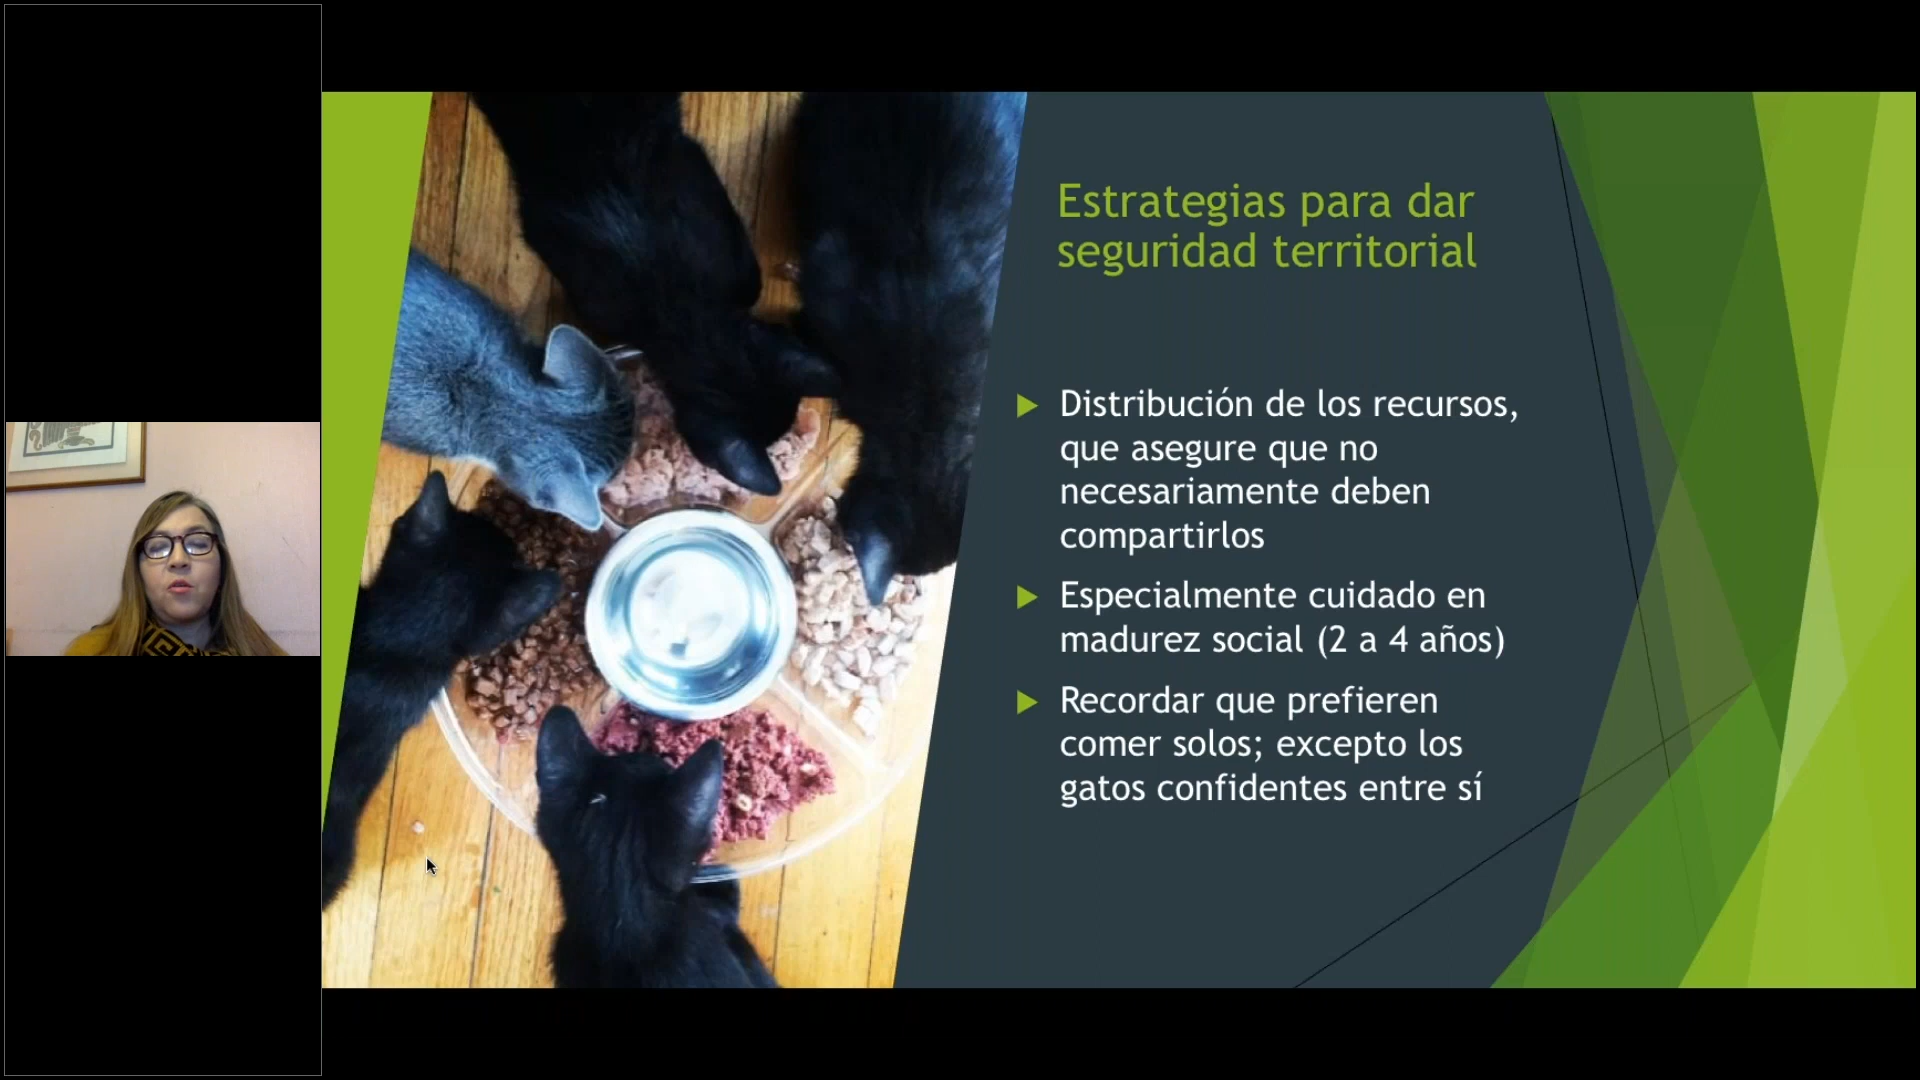 Estrategias para dar
seguridad territorial
Distribución de los recursos,
que asegure que no
necesariamente deben
compartirlos
Especialmente cuidado en
madurez social (2 a 4 años)
Recordar que prefieren
comer solos; excepto los
gatos confidentes entre sí